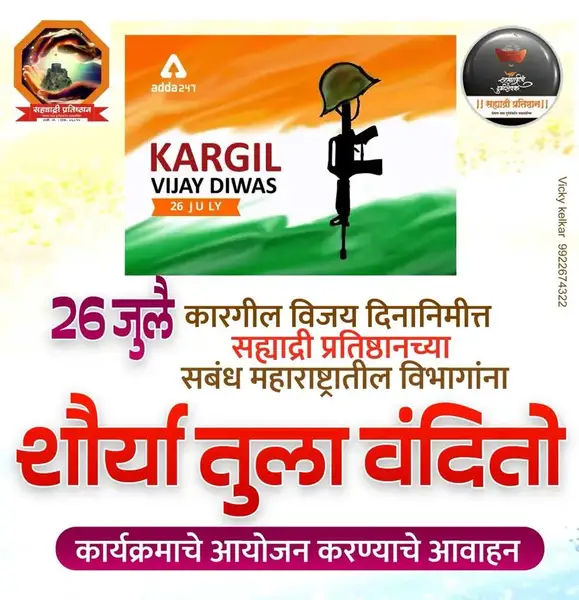 सह्याद्री प्रतिष्ठान
adda247
KARGIL
VIJAY DIWAS
26 JULY
|| सह्याद्री प्रतिष्ठान ||
Vicky kelkar 9922674322
26 जुलै कारगील विजय दिनानिमीत्त
सह्याद्री प्रतिष्ठानच्या
सबंध महाराष्ट्रातील विभागांना
शौर्या तुला वंदितो
कार्यक्रमाचे आयोजन करण्याचे आवाहन